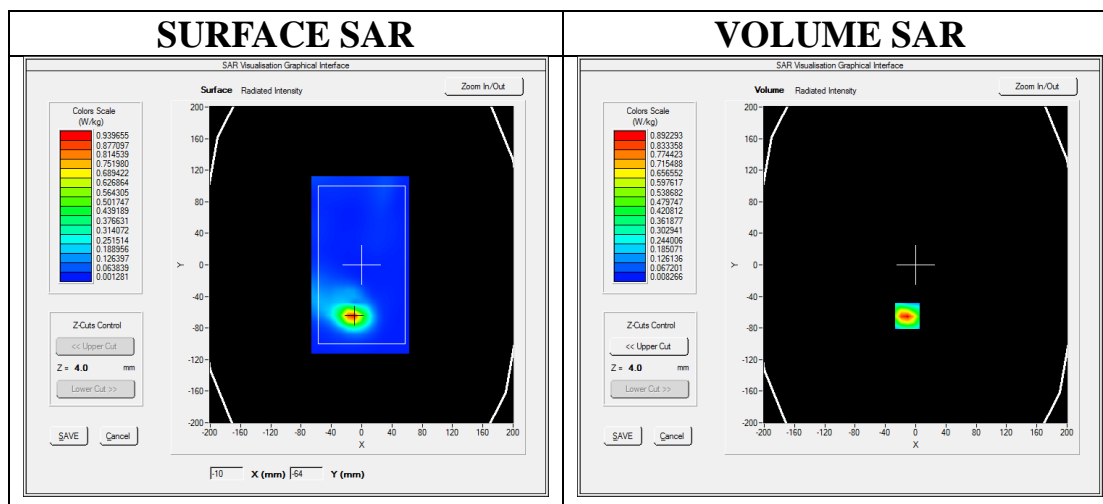 SURFACE SAR
SAR Visualisation Graphical Interface
Surface Radiated Intensity
Zoom In/Out
Colors Scale
(W/kg)
0.939655
0.877097
0.814539
0.751980
0.689422
0.626864
0.564305
0.501747
0.439189
0.376631
0.314072
0.251514
0.188956
0.126397
0.063839
0.001281
Y
200
160
120
80
40
0
-40
-80
-120
-160
-200
Y
-200 -160 -120 -80 -40 0 40 80 120 160 200
X
Z-Cuts Control
<< Upper Cut
Z = 4.0 mm
Lower Cut >>
SAVE Cancel
-10 X (mm) -64 Y (mm)
VOLUME SAR
SAR Visualisation Graphical Interface
Volume Radiated Intensity
Zoom In/Out
Colors Scale
(W/kg)
0.892293
0.833358
0.774423
0.715488
0.656552
0.597617
0.538682
0.479747
0.420812
0.361877
0.302941
0.244006
0.185071
0.126136
0.067201
0.008266
Y
200
160
120
80
40
0
-40
-80
-120
-160
-200
Y
-200 -160 -120 -80 -40 0 40 80 120 160 200
X
Z-Cuts Control
<< Upper Cut
Z = 4.0 mm
Lower Cut >>
SAVE Cancel